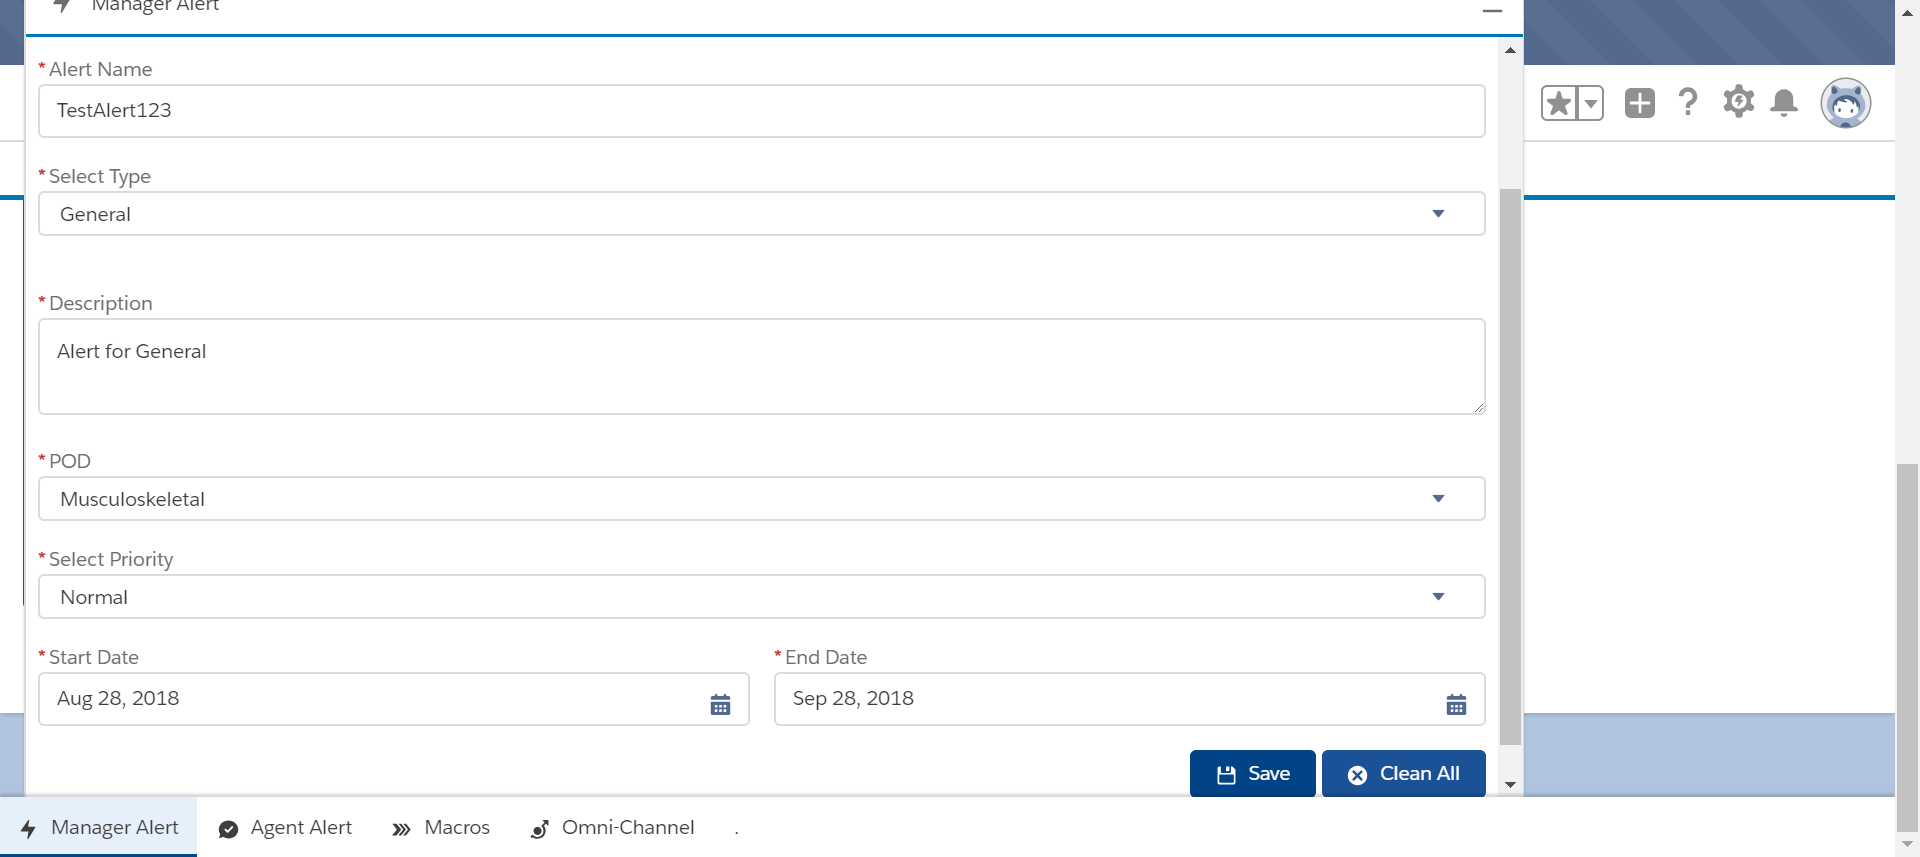 Manager Alert
*Alert Name
TestAlert123
*Select Type
General
*Description
Alert for General
*POD
Musculoskeletal
*Select Priority
Normal
*Start Date
*End Date
Aug 28, 2018
Sep 28, 2018
Save
Clean All
Manager Alert
Agent Alert
Macros
Omni-Channel
.